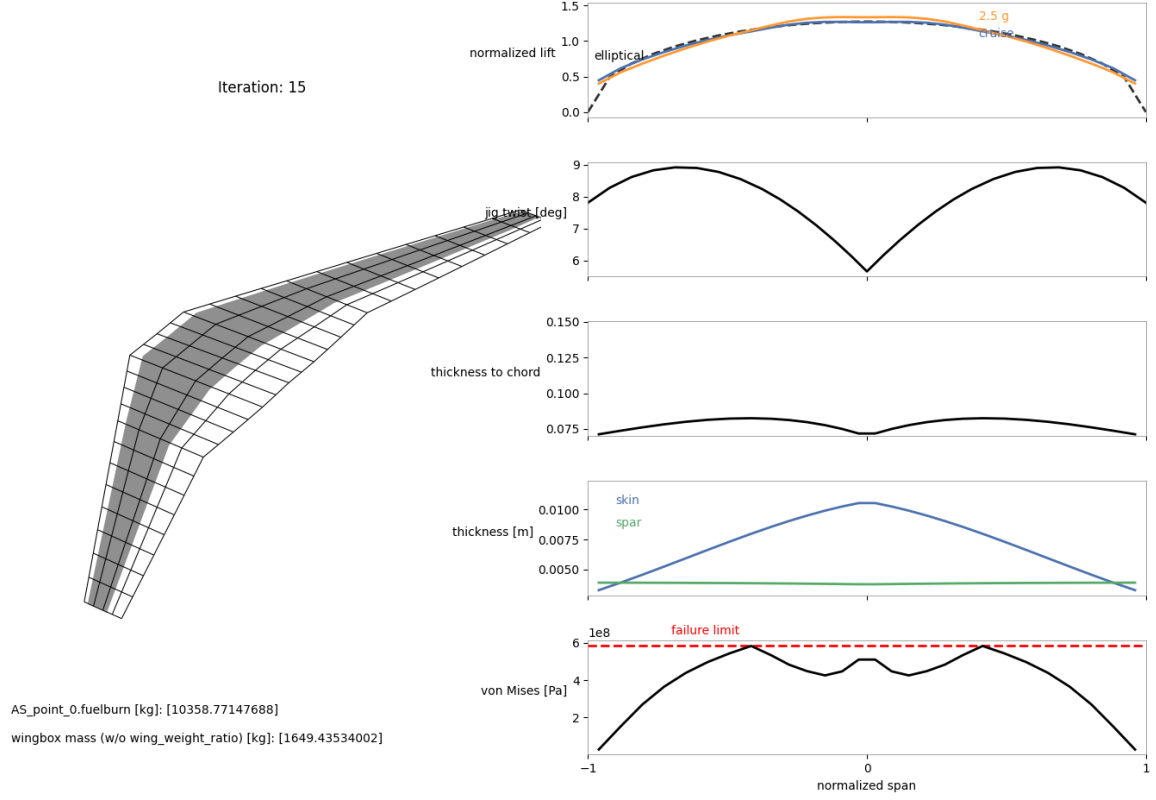 Iteration: 15
1.5
1.0
0.5
0.0
normalized lift
elliptical
2.5 g
cruise
−1
0
1
9
8
7
6
jig twist [deg]
0.150
0.125
0.100
0.075
thickness to chord
0.0100
0.0075
0.0050
thickness [m]
skin
spar
failure limit
1e8
6
4
2
von Mises [Pa]
−1
0
1
normalized span
AS_point_0.fuelburn [kg]: [10358.77147688]
wingbox mass (w/o wing_weight_ratio) [kg]: [1649.43534002]